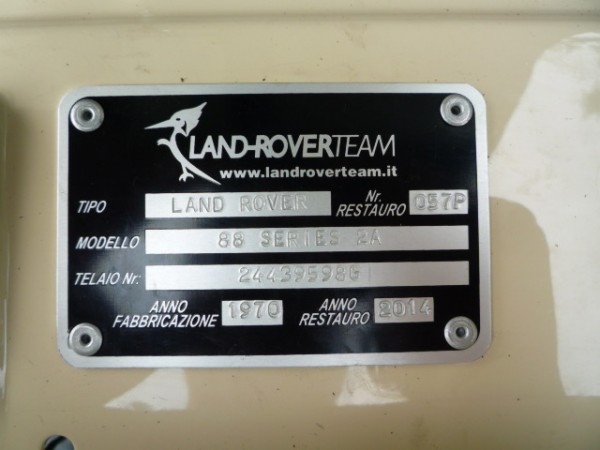 LAND-ROVERTEAM
www.landroverteam.it
TIPO LAND ROVER Nr. RESTAURO 057P
MODELLO 88 SERIES 2A
TELAIO Nr: 24439598G
ANNO FABBRICAZIONE 1970 ANNO RESTAURO 2014